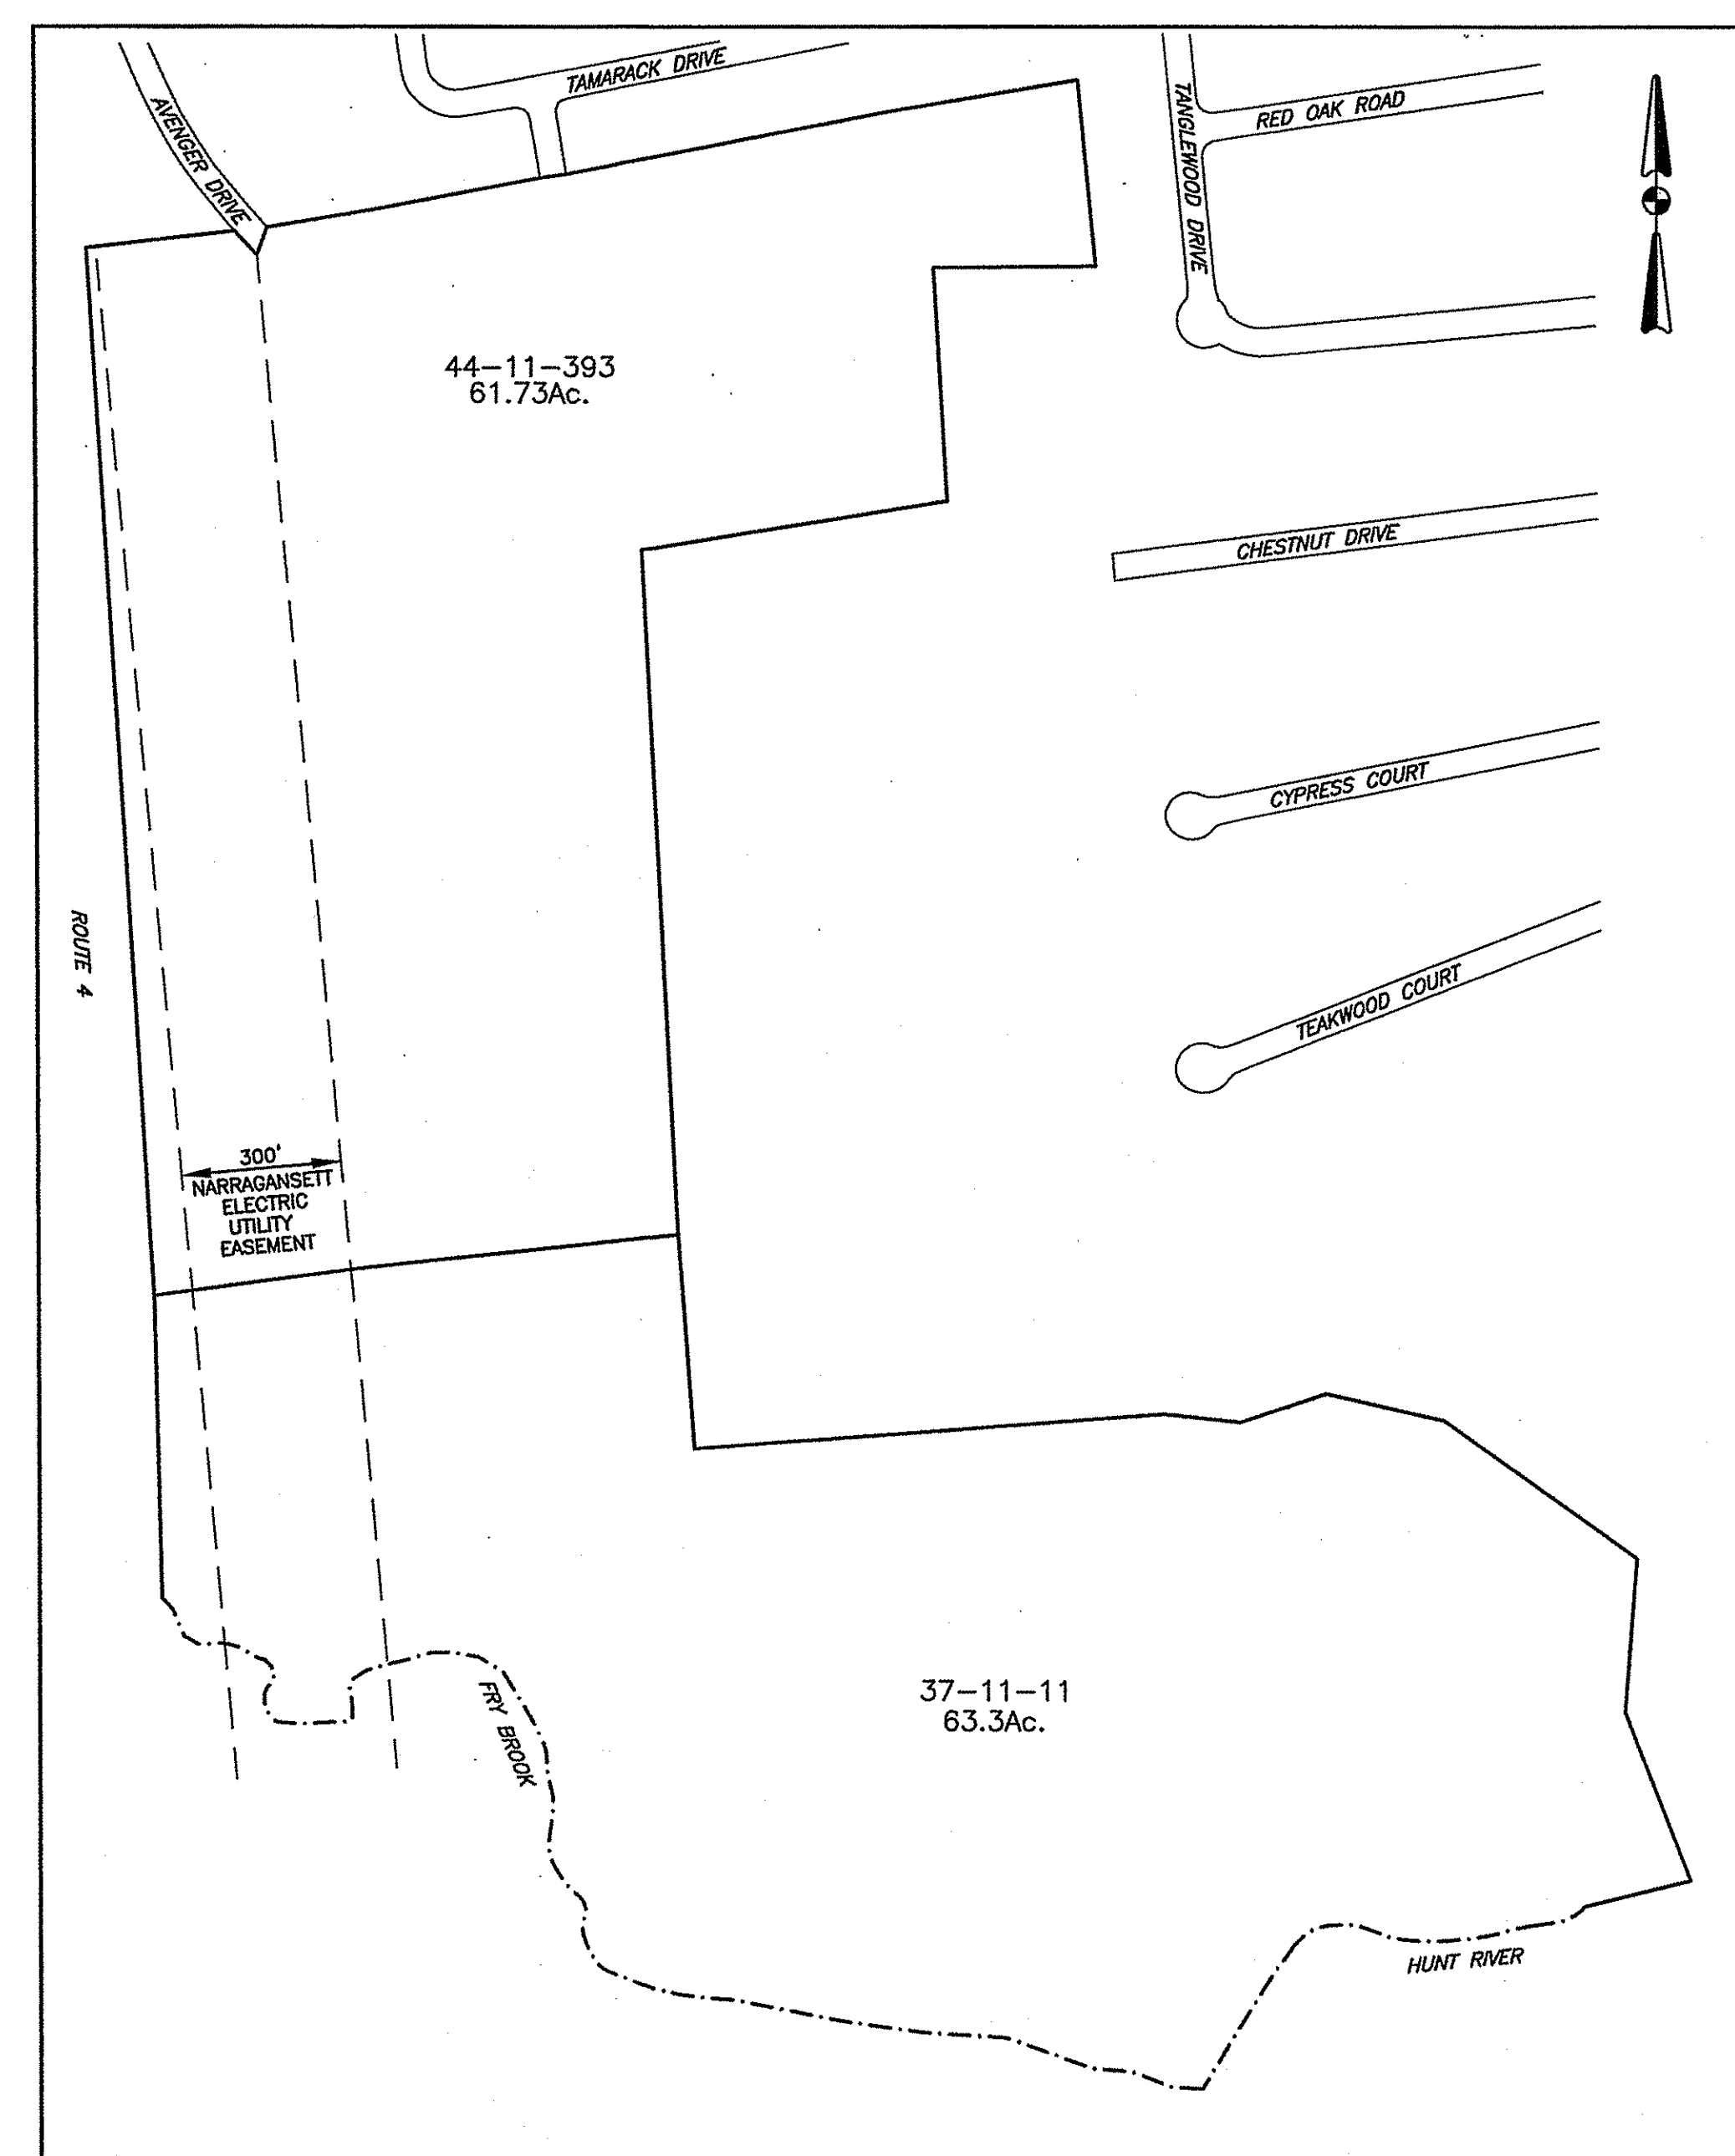 TAMARACK DRIVE
AVENGER DRIVE
TANGLEWOOD DRIVE
RED OAK ROAD
44-11-393
61.73Ac.
CHESTNUT DRIVE
CYPRESS COURT
ROUTE 4
TEAKWOOD COURT
300'
NARRAGANSETT
ELECTRIC
UTILITY
EASEMENT
FRY BROOK
37-11-11
63.3Ac.
HUNT RIVER